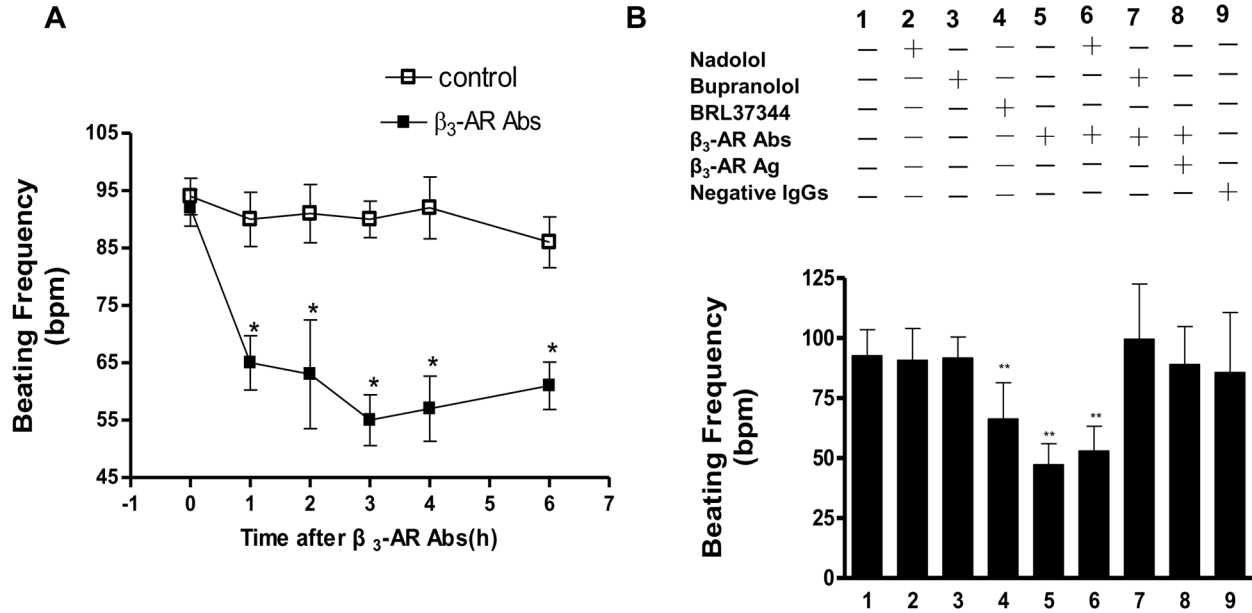 A
control
β3-AR Abs
105
95
85
75
65
55
45
Beating Frequency
(bpm)
* * * * *
-1 0 1 2 3 4 6 7
Time after β 3-AR Abs(h)
B
1 2 3 4 5 6 7 8 9
Nadolol — + — — — + — — —
Bupranolol — — + — — — + — —
BRL37344 — — — + — — — — —
β3-AR Abs — — — — + + + + —
β3-AR Ag — — — — — — — + —
Negative IgGs — — — — — — — — +
125
100
75
50
25
0
Beating Frequency
(bpm)
** ** **
1 2 3 4 5 6 7 8 9